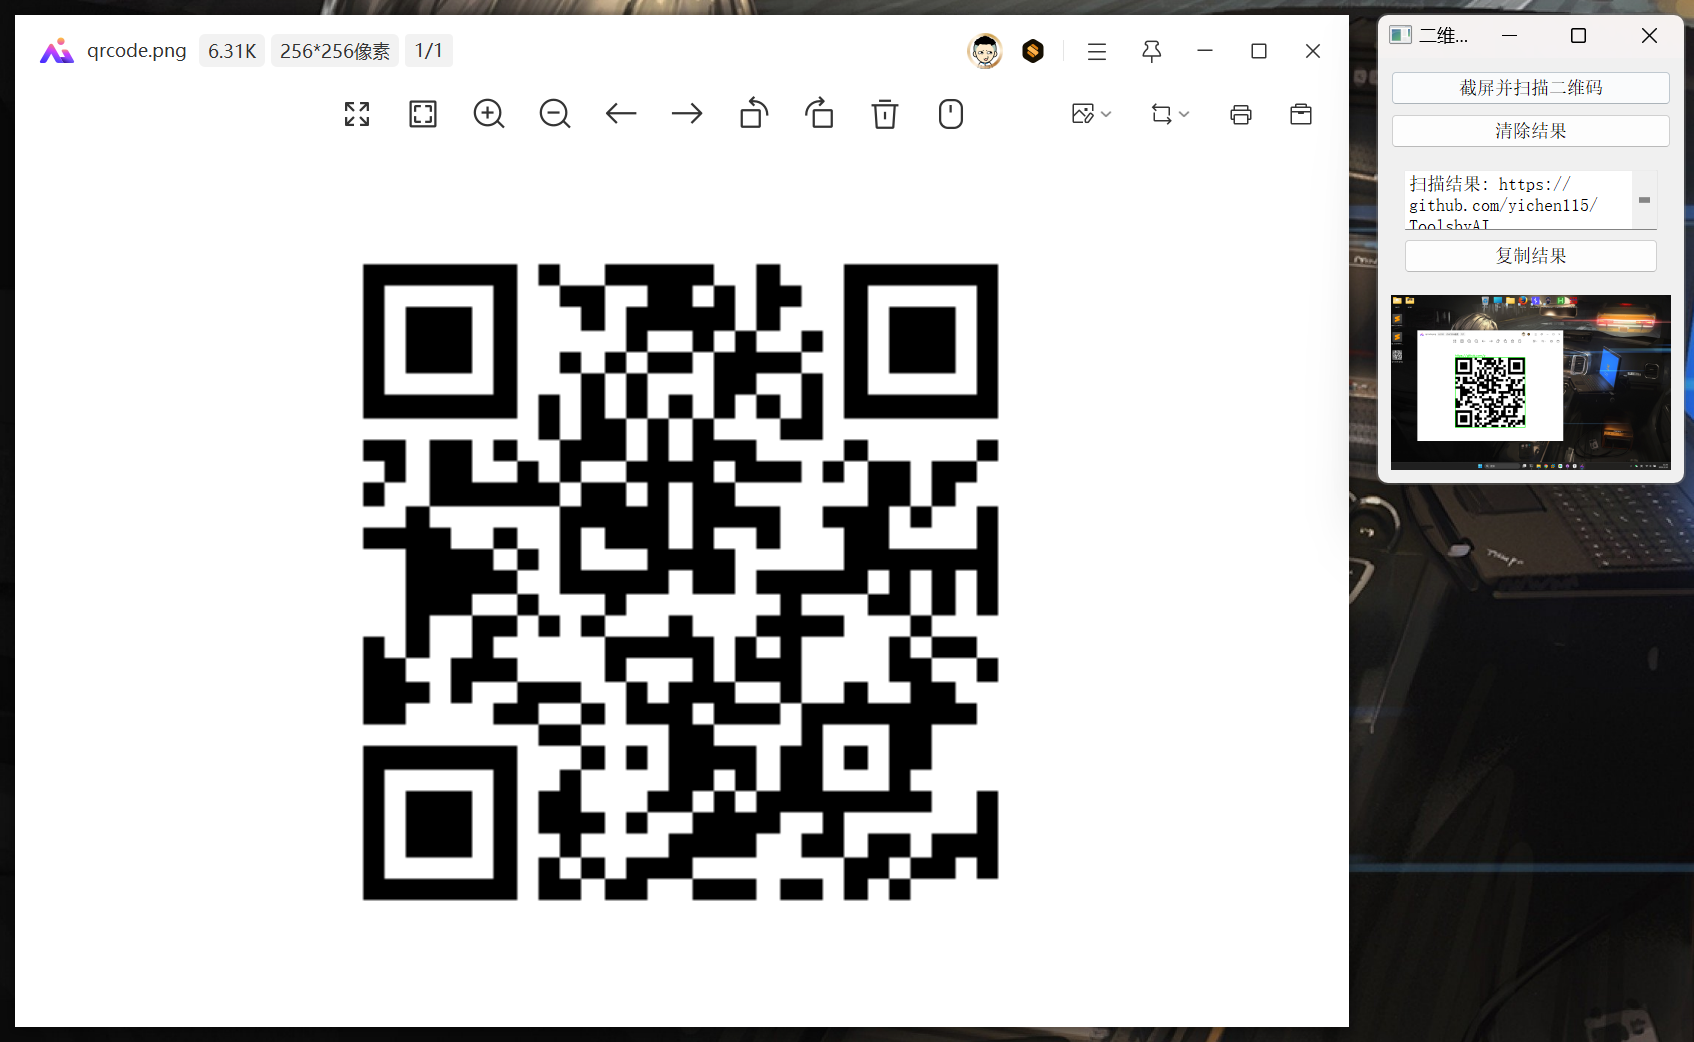 qrcode.png 6.31K 256*256像素 1/1
二维...
截屏并扫描二维码
清除结果
扫描结果: https://
github.com/yichen115/
ToolsbyAI
复制结果